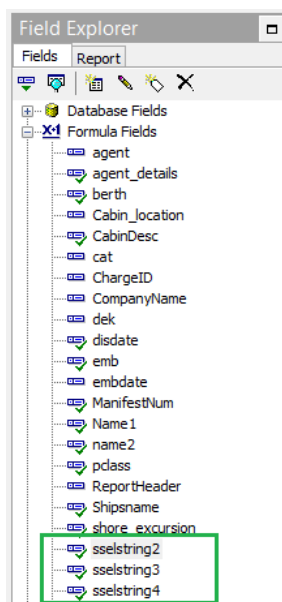 Field Explorer
Fields Report
Database Fields
X+1 Formula Fields
agent
agent_details
berth
Cabin_location
CabinDesc
cat
ChargeID
CompanyName
dek
disdate
emb
embdate
ManifestNum
Name1
name2
pclass
ReportHeader
Shipsname
shore_excursion
sselstring2
sselstring3
sselstring4